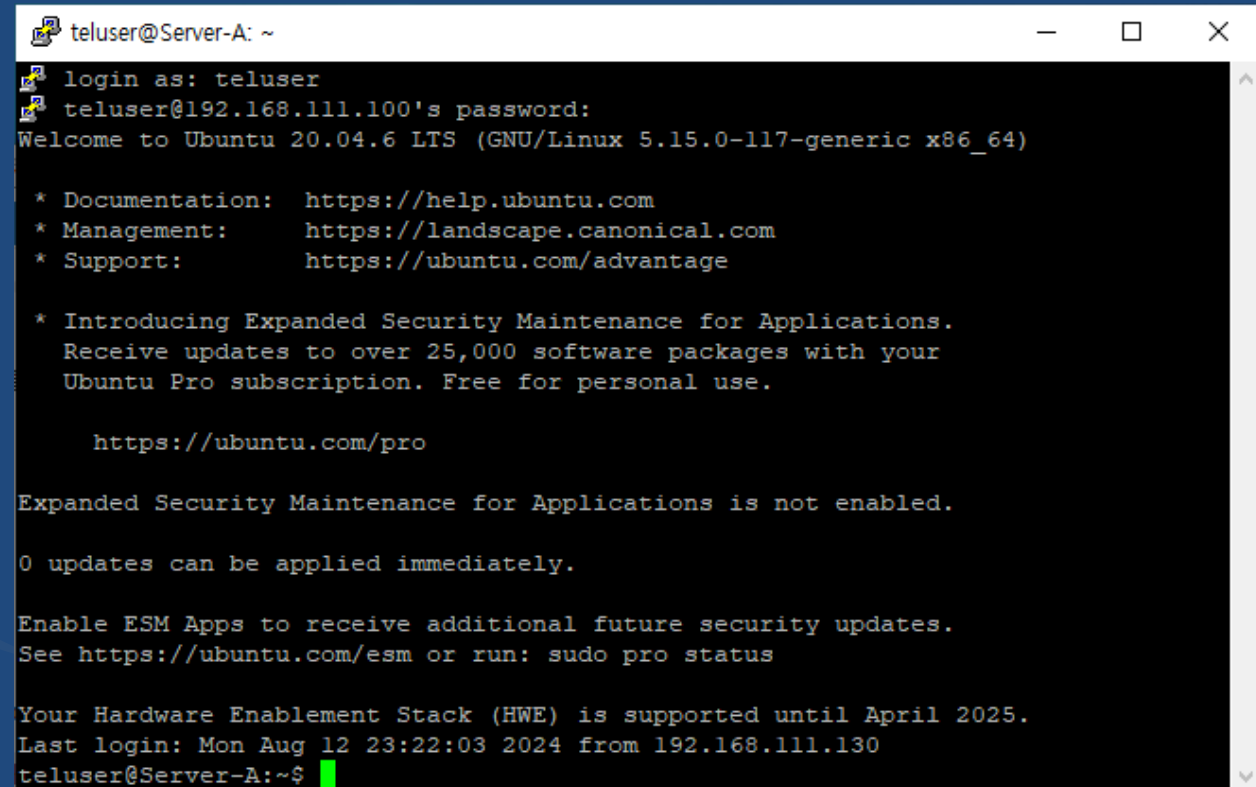 teluser@Server-A: ~
login as: teluser
teluser@192.168.111.100's password:
Welcome to Ubuntu 20.04.6 LTS (GNU/Linux 5.15.0-117-generic x86_64)
* Documentation:  https://help.ubuntu.com
* Management:     https://landscape.canonical.com
* Support:        https://ubuntu.com/advantage
* Introducing Expanded Security Maintenance for Applications.
Receive updates to over 25,000 software packages with your
Ubuntu Pro subscription. Free for personal use.
https://ubuntu.com/pro
Expanded Security Maintenance for Applications is not enabled.
0 updates can be applied immediately.
Enable ESM Apps to receive additional future security updates.
See https://ubuntu.com/esm or run: sudo pro status
Your Hardware Enablement Stack (HWE) is supported until April 2025.
Last login: Mon Aug 12 23:22:03 2024 from 192.168.111.130
teluser@Server-A:~$